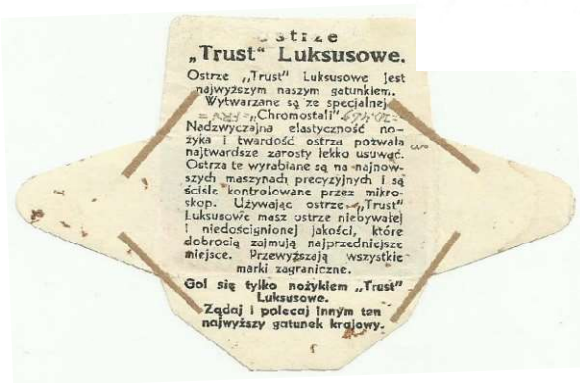 Ostrze
„Trust" Luksusowe.
Ostrze „Trust" Luksusowe jest
najwyższym naszym gatunkiem.
Wytwarzane są ze specjalnej
„Chromostali"
Nadzwyczajna elastyczność no-
żyka i twardość ostrza pozwala
najtwardsze zarosty lekko usuwać.
Ostrza te wyrabiane są na najnow-
szych maszynach precyzyjnych i są
ściśle kontrolowane przez mikro-
skop. Używając ostrze „Trust"
Luksusowe masz ostrze niebywałej
i niedoścignionej jakości, które
dobrocią zajmują najprzedniejsze
miejsce. Przewyższają wszystkie
marki zagraniczne.
Gol się tylko nożykiem „Trust"
Luksusowe.
Żądaj i polecaj innym ten
najwyższy gatunek krajowy.